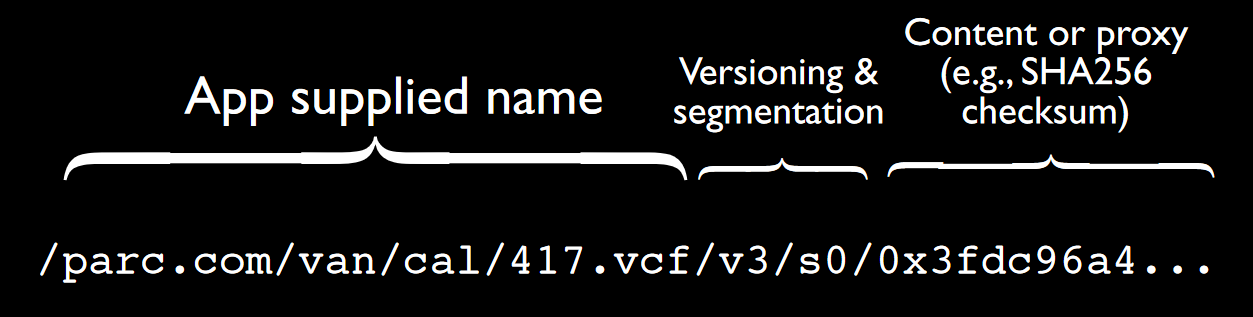 App supplied name
Versioning &
segmentation
Content or proxy
(e.g., SHA256
checksum)
/parc.com/van/cal/417.vcf/v3/s0/0x3fdc96a4...